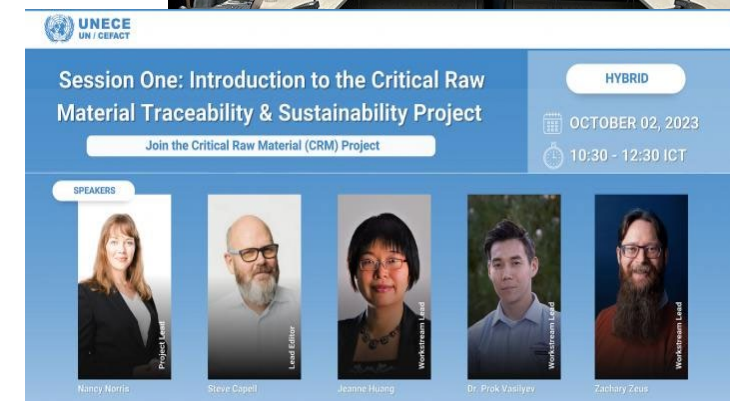 UNECE
UN / CEFACT
Session One: Introduction to the Critical Raw
Material Traceability & Sustainability Project
Join the Critical Raw Material (CRM) Project
HYBRID
OCTOBER 02, 2023
10:30 - 12:30 ICT
SPEAKERS
Project Lead
Lead Editor
Workstream Lead
Workstream Lead
Workstream Lead
Nancy Norris
Steve Capell
Jeanne Huang
Dr. Prok Vasilyev
Zachary Zeus